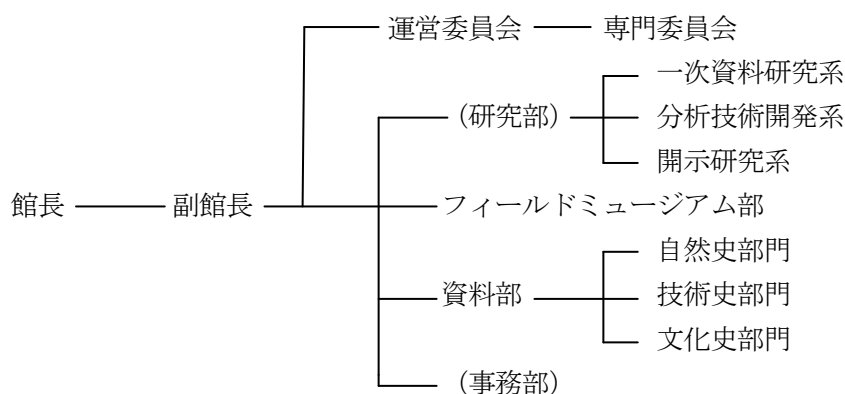 運営委員会 専門委員会
一次資料研究系
(研究部) 分析技術開発系
開示研究系
館長 副館長 フィールドミュージアム部
自然史部門
資料部 技術史部門
文化史部門
(事務部)